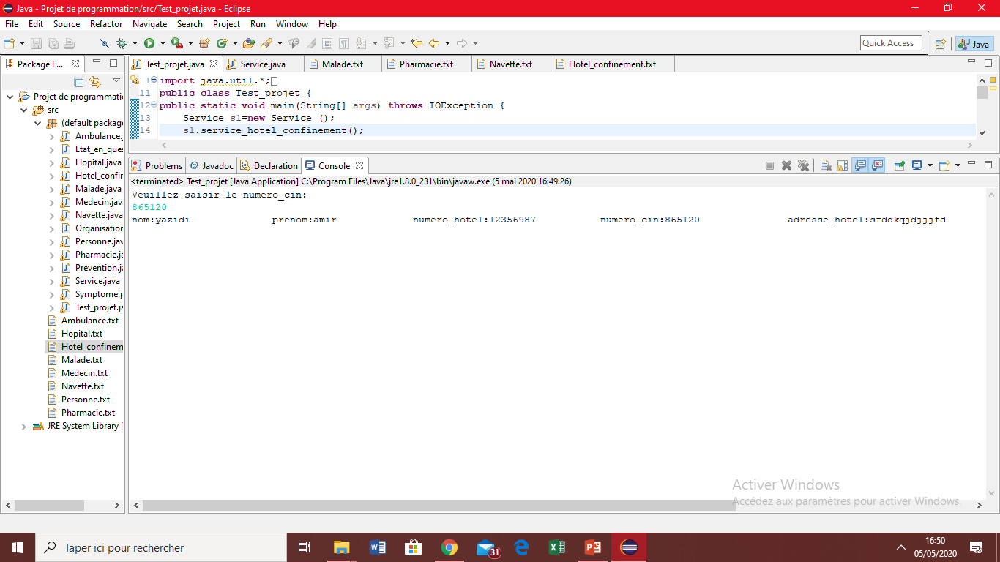 Java - Projet de programmation/src/Test_projet.java - Eclipse
File Edit Source Refactor Navigate Search Project Run Window Help
Quick Access
Java
Package E...
Test_projet.java Service.java Malade.txt Pharmacie.txt Navette.txt Hotel_confinement.txt
Projet de programmati
src
(default package
Ambulance.
Etat_en_ques
Hopital.java
Hotel_confir
Malade.java
Medecin.java
Navette.java
Organisation
Personne.jav
Pharmacie.ja
Prevention.j
Service.java
Symptome.j
Test_projet.ja
Ambulance.txt
Hopital.txt
Hotel_confinem
Malade.txt
Medecin.txt
Navette.txt
Personne.txt
Pharmacie.txt
JRE System Library [
1 import java.util.*;
11 public class Test_projet {
12 public static void main(String[] args) throws IOException {
13 Service s1=new Service ();
14 s1.service_hotel_confinement();
Problems @ Javadoc Declaration Console
<terminated> Test_projet [Java Application] C:\Program Files\Java\jre1.8.0_231\bin\javaw.exe (5 mai 2020 16:49:26)
Veuillez saisir le numero_cin:
865120
nom:yazidi prenom:amir numero_hotel:12356987 numero_cin:865120 adresse_hotel:sfddkqjdjjjfd
Activer Windows
Accédez aux paramètres pour activer Windows.
Taper ici pour rechercher
31
16:50
05/05/2020